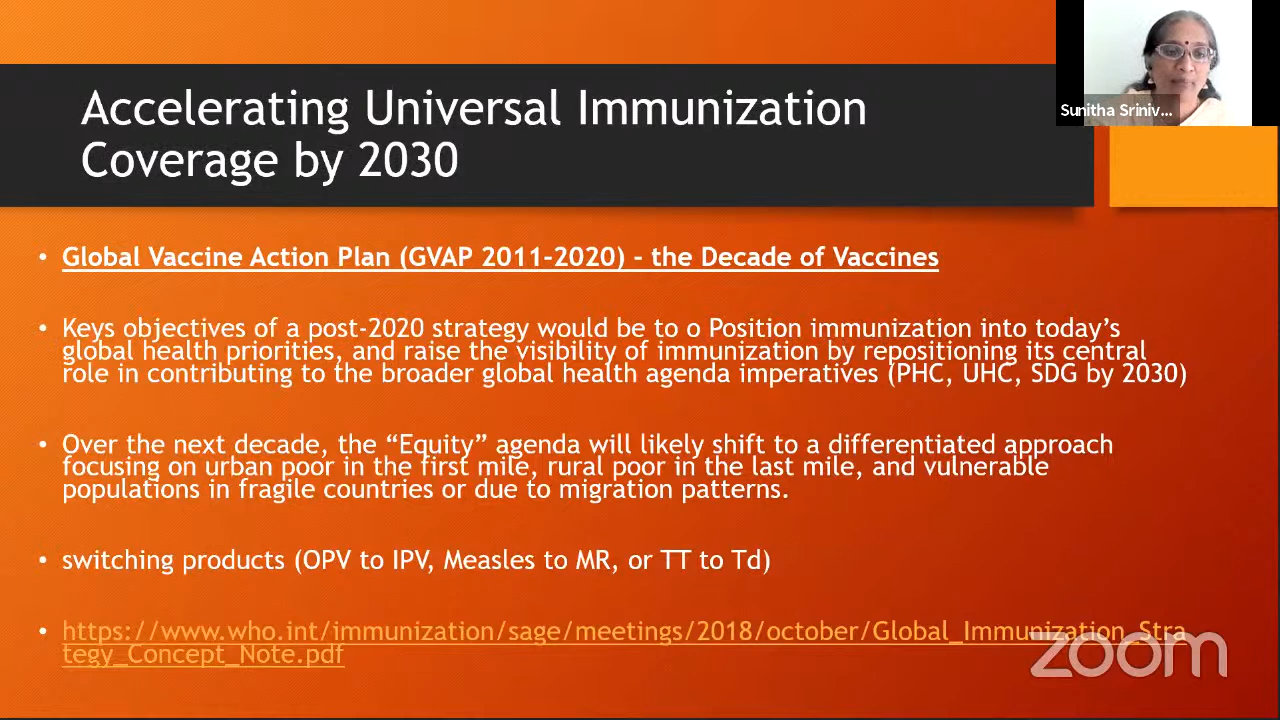 Accelerating Universal Immunization
Coverage by 2030
Sunitha Sriniv...
• Global Vaccine Action Plan (GVAP 2011-2020) - the Decade of Vaccines
• Keys objectives of a post-2020 strategy would be to o Position immunization into today’s
global health priorities, and raise the visibility of immunization by repositioning its central
role in contributing to the broader global health agenda imperatives (PHC, UHC, SDG by 2030)
• Over the next decade, the “Equity” agenda will likely shift to a differentiated approach
focusing on urban poor in the first mile, rural poor in the last mile, and vulnerable
populations in fragile countries or due to migration patterns.
• switching products (OPV to IPV, Measles to MR, or TT to Td)
• https://www.who.int/immunization/sage/meetings/2018/october/Global_Immunization_Stra
tegy_Concept_Note.pdf
zoom